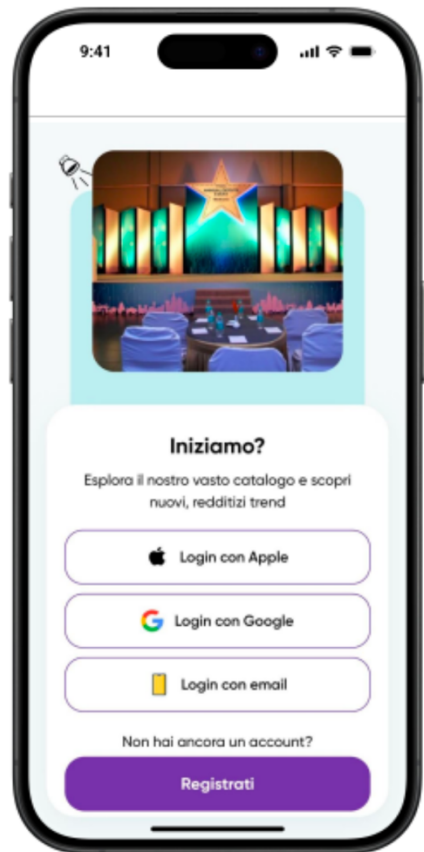 9:41
Iniziamo?
Esplora il nostro vasto catalogo e scopri
nuovi, redditizi trend
Login con Apple
Login con Google
Login con email
Non hai ancora un account?
Registrati